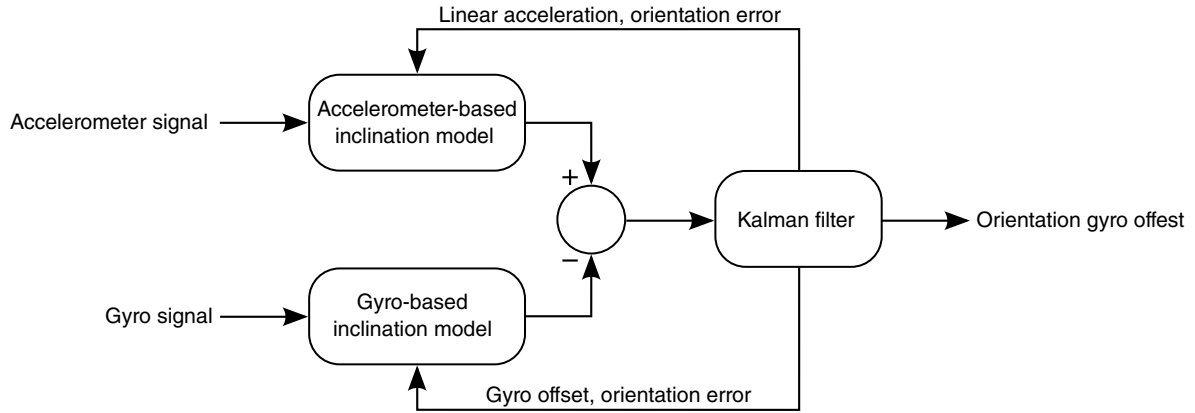 Linear acceleration, orientation error
Accelerometer signal
Accelerometer-based
inclination model
+
Kalman filter
Orientation gyro offest
−
Gyro signal
Gyro-based
inclination model
Gyro offset, orientation error